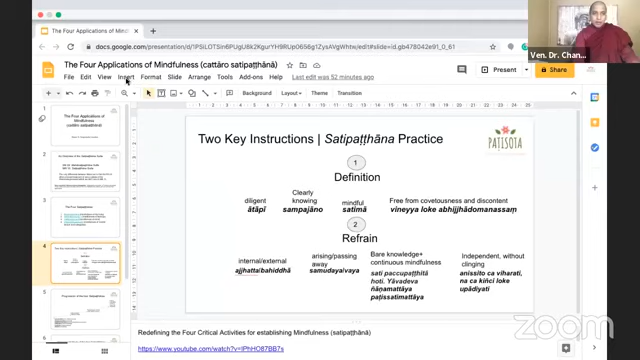 The Four Applications of Mindfulness
docs.google.com/presentation/d/1PSiLOTSin6PUgU8k2KgurYH9RUp0656g1ZysAVgWhtw/edit#slide=id.gb478042e91_0_61
The Four Applications of Mindfulness (cattāro satipaṭṭhānā)
File Edit View Insert Format Slide Arrange Tools Add-ons Help Last edit was 52 minutes ago
Present
Share
Ven. Dr. Chan...
Background Layout Theme Transition
Two Key Instructions | Satipaṭṭhāna Practice
PATISOTA
1
Definition
diligent
ātāpī
Clearly
knowing
sampajāno
mindful
satimā
Free from covetousness and discontent
vineyya loke abhijjhādomanassaṃ
2
Refrain
internal/external
ajjhatta/bahiddhā
arising/passing
away
samudaya/vaya
Bare knowledge+
continuous mindfulness
sati paccupaṭṭhitā
hoti. Yāvadeva
ñāṇamattāya
paṭissatimattāya
Independent, without
clinging
anissito ca viharati,
na ca kiñci loke
upādiyati
Redefining the Four Critical Activities for establishing Mindfulness (satipaṭṭhānā)
https://www.youtube.com/watch?v=IPhHO87BB7s
zoom